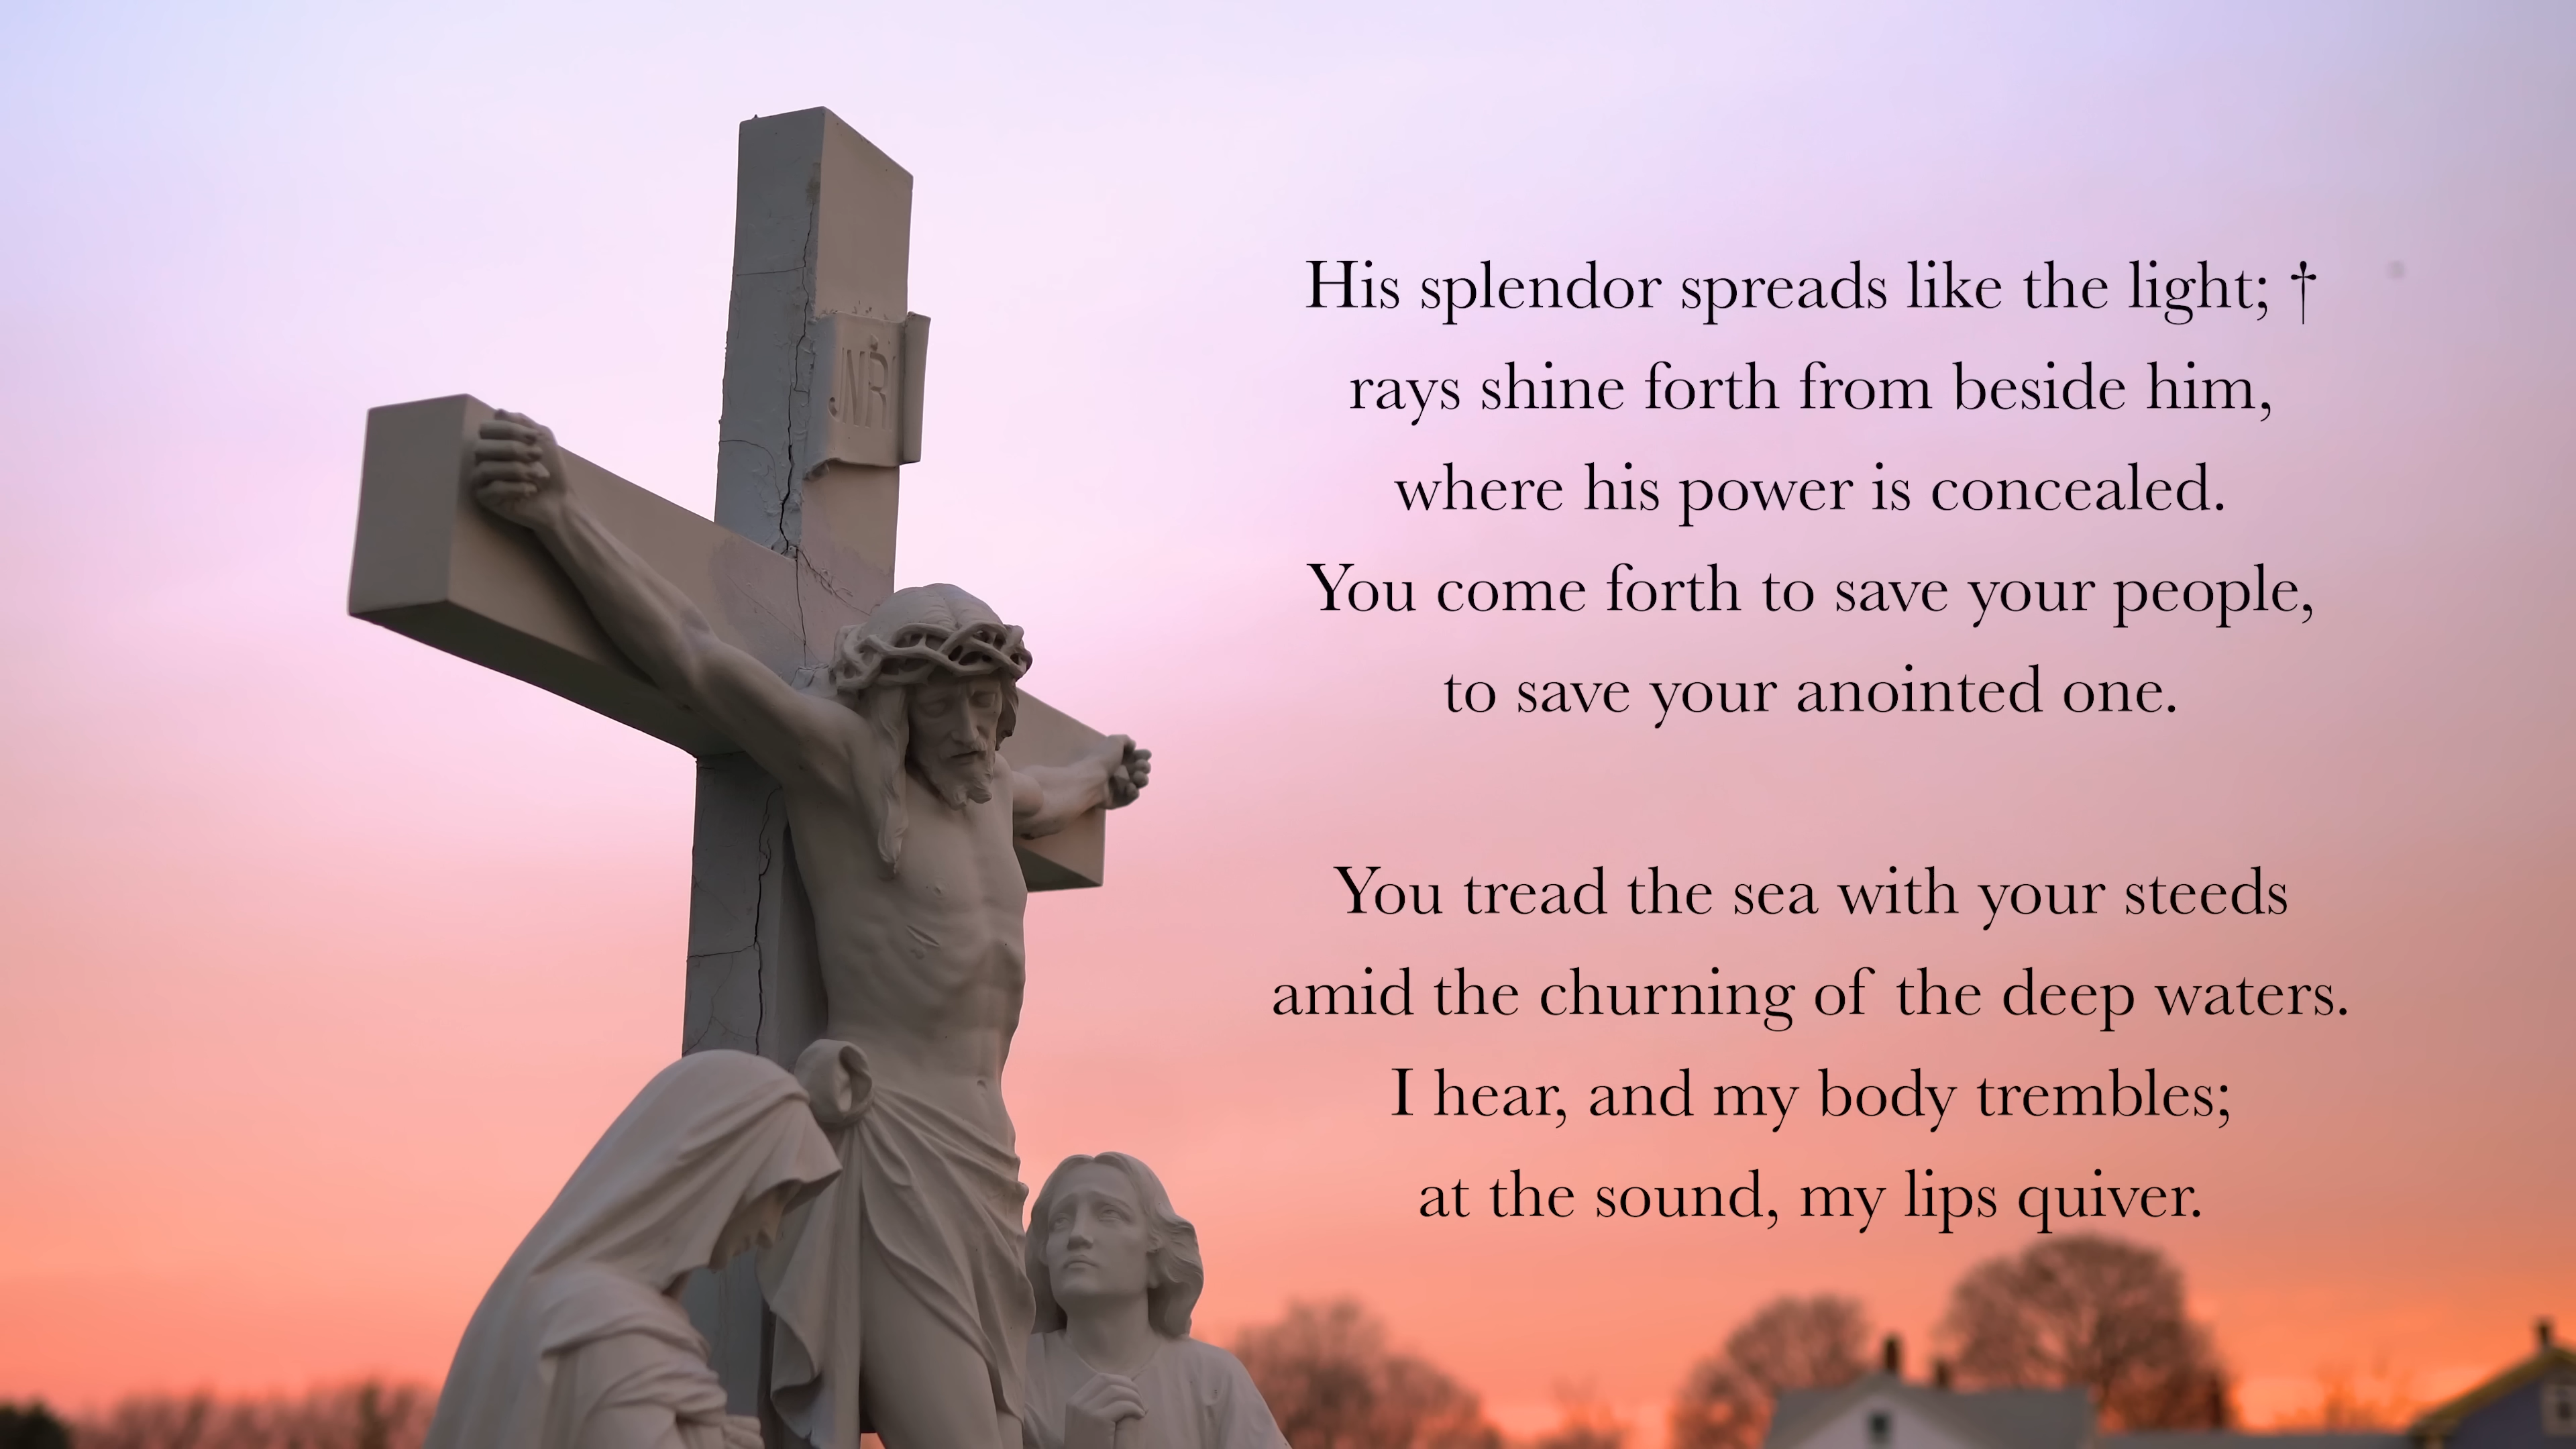 JNRI
His splendor spreads like the light; †
rays shine forth from beside him,
where his power is concealed.
You come forth to save your people,
to save your anointed one.
You tread the sea with your steeds
amid the churning of the deep waters.
I hear, and my body trembles;
at the sound, my lips quiver.